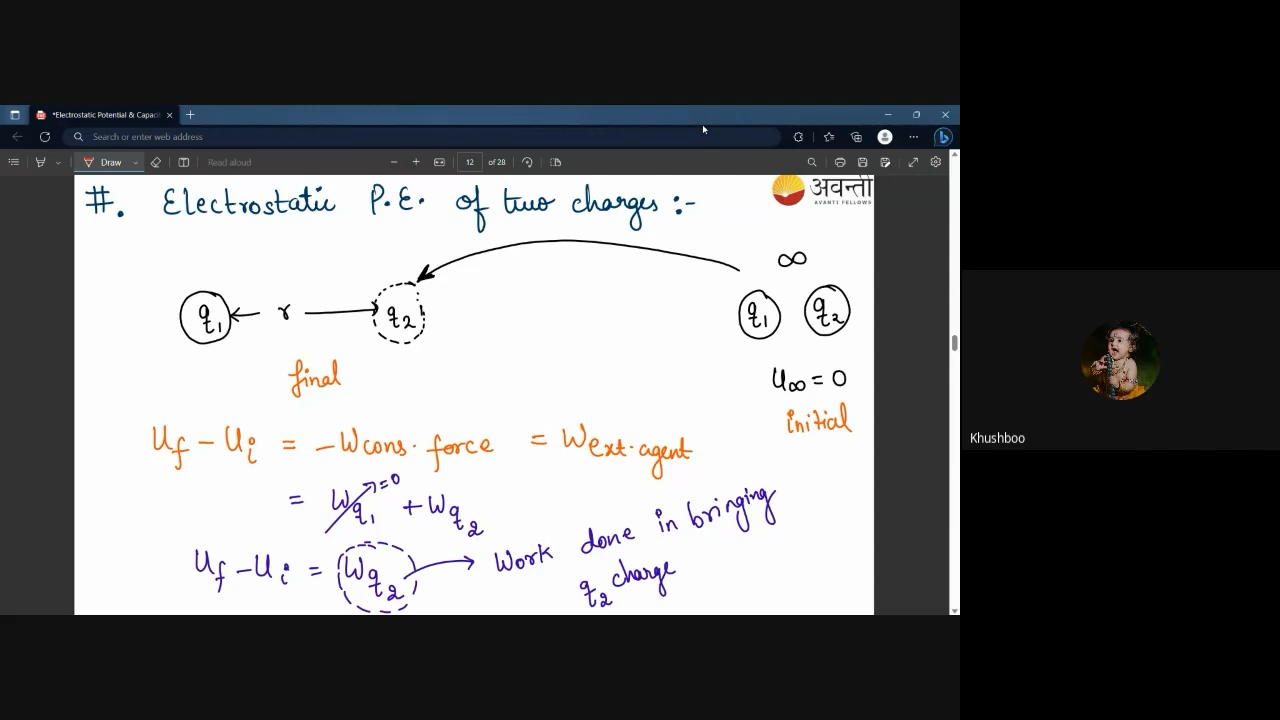 *Electrostatic Potential & Capaci
Search or enter web address
Draw
Read aloud
12
of 28
#. Electrostatic P.E. of two charges :-
अवन्ती
AVANTI FELLOWS
∞
q₁ r q₂ q₁ q₂
final
U∞ = 0
initial
Uf - Ui = -Wcons. force = Wext. agent
= Wq₁ =0 + Wq₂
Uf - Ui = Wq₂ → Work done in bringing
q₂ charge
Khushboo